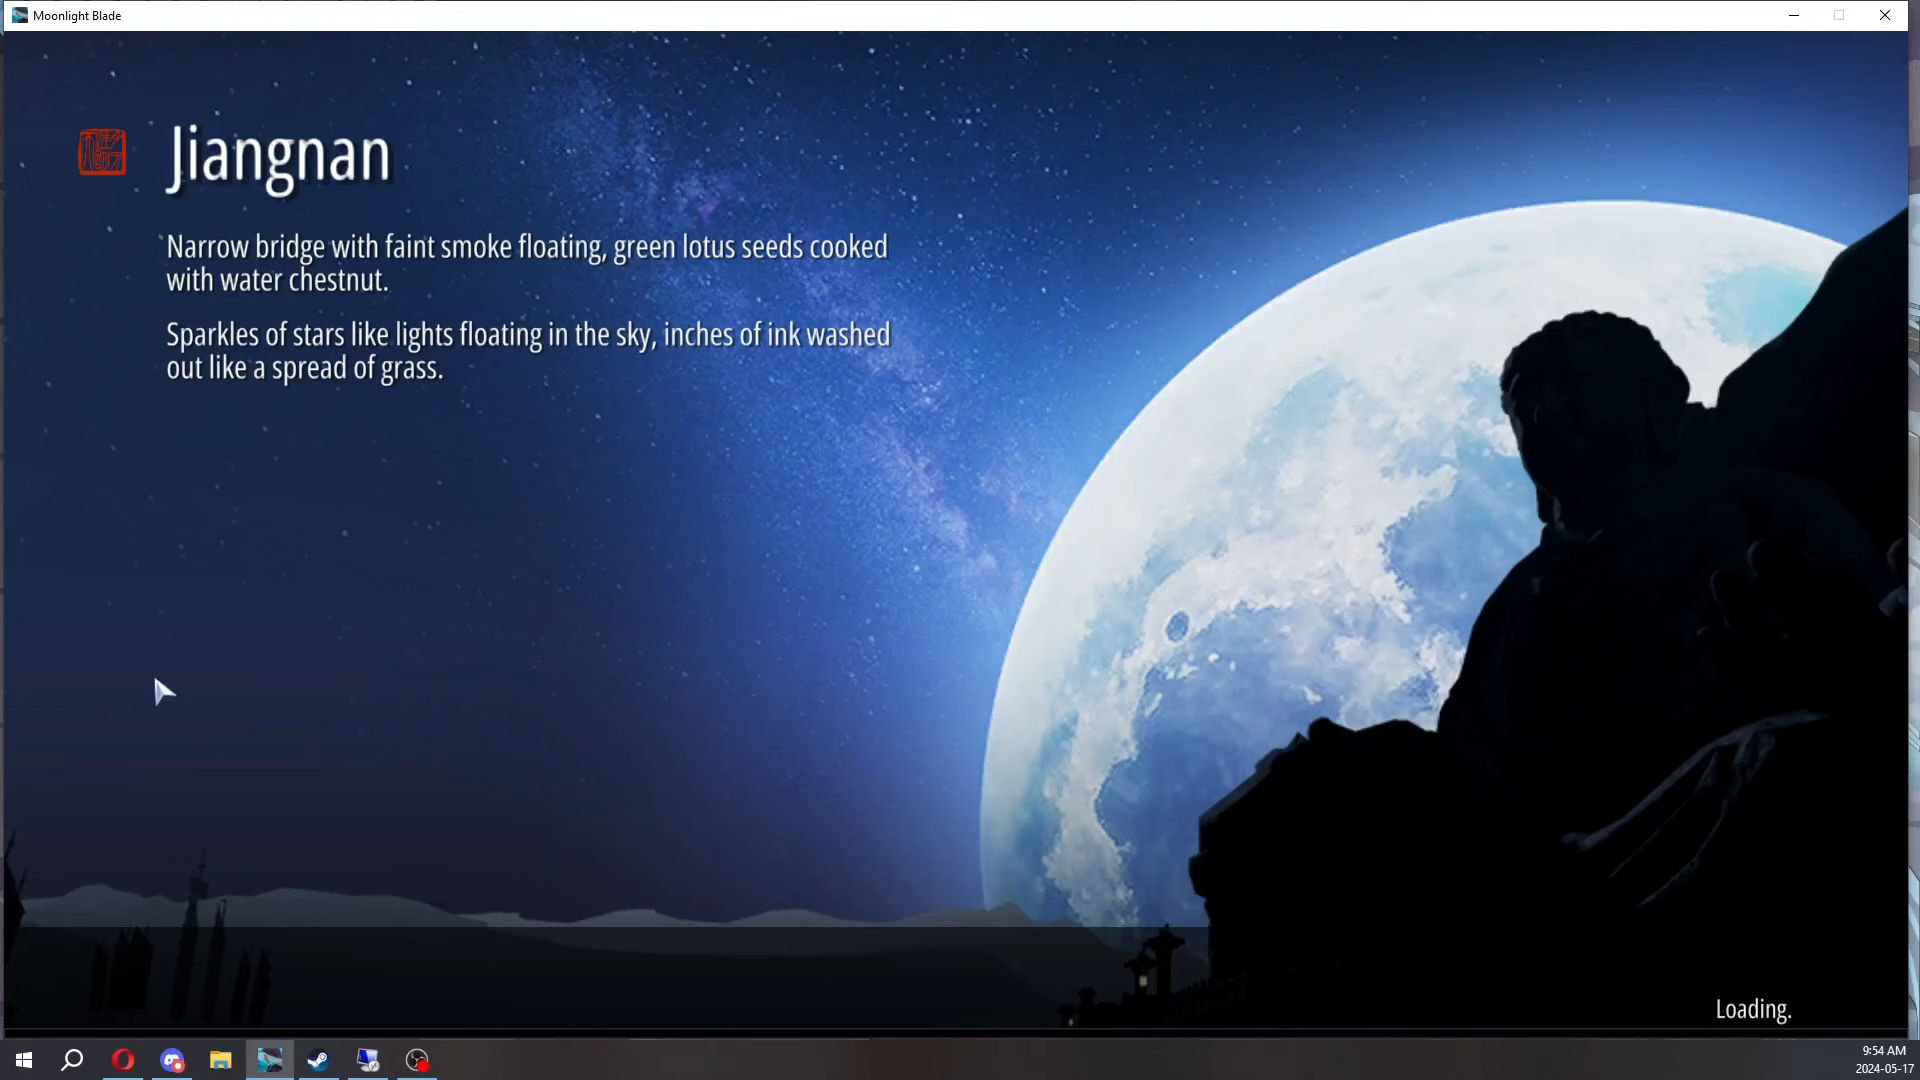 Moonlight Blade
Jiangnan
Narrow bridge with faint smoke floating, green lotus seeds cooked
with water chestnut.
Sparkles of stars like lights floating in the sky, inches of ink washed
out like a spread of grass.
Loading.
9:54 AM
2024-05-17